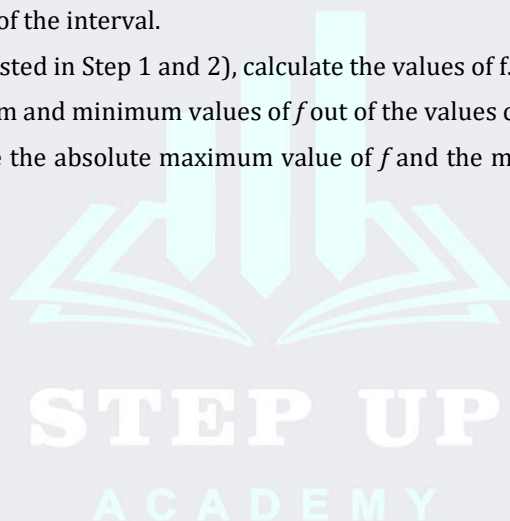 of the interval.
sted in Step 1 and 2), calculate the values of f.
m and minimum values of f out of the values c
e the absolute maximum value of f and the m
STEP UP
ACADEMY